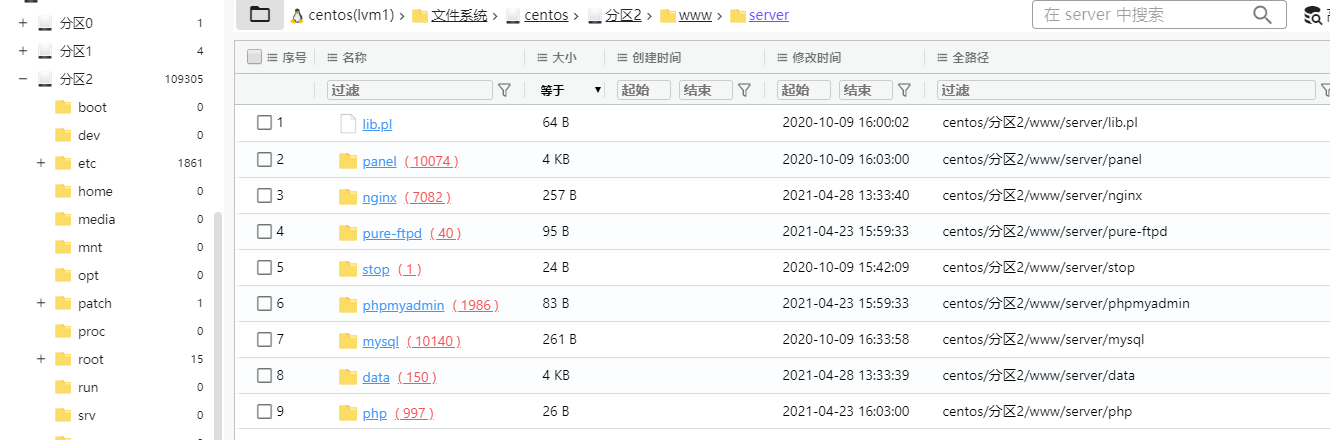 centos(lvm1) > 文件系统 > centos > 分区2 > www > server
在 server 中搜索
+ 分区0 1
+ 分区1 4
− 分区2 109305
boot 0
dev 0
+ etc 1861
home 0
media 0
mnt 0
opt 0
+ patch 1
proc 0
+ root 15
run 0
srv 0
序号 名称 大小 创建时间 修改时间 全路径
过滤 等于 起始 结束 起始 结束 过滤
1 lib.pl 64 B 2020-10-09 16:00:02 centos/分区2/www/server/lib.pl
2 panel ( 10074 ) 4 KB 2020-10-09 16:03:00 centos/分区2/www/server/panel
3 nginx ( 7082 ) 257 B 2021-04-28 13:33:40 centos/分区2/www/server/nginx
4 pure-ftpd ( 40 ) 95 B 2021-04-23 15:59:33 centos/分区2/www/server/pure-ftpd
5 stop ( 1 ) 24 B 2020-10-09 15:42:09 centos/分区2/www/server/stop
6 phpmyadmin ( 1986 ) 83 B 2021-04-23 15:59:33 centos/分区2/www/server/phpmyadmin
7 mysql ( 10140 ) 261 B 2020-10-09 16:33:58 centos/分区2/www/server/mysql
8 data ( 150 ) 4 KB 2021-04-28 13:33:39 centos/分区2/www/server/data
9 php ( 997 ) 26 B 2021-04-23 16:03:00 centos/分区2/www/server/php